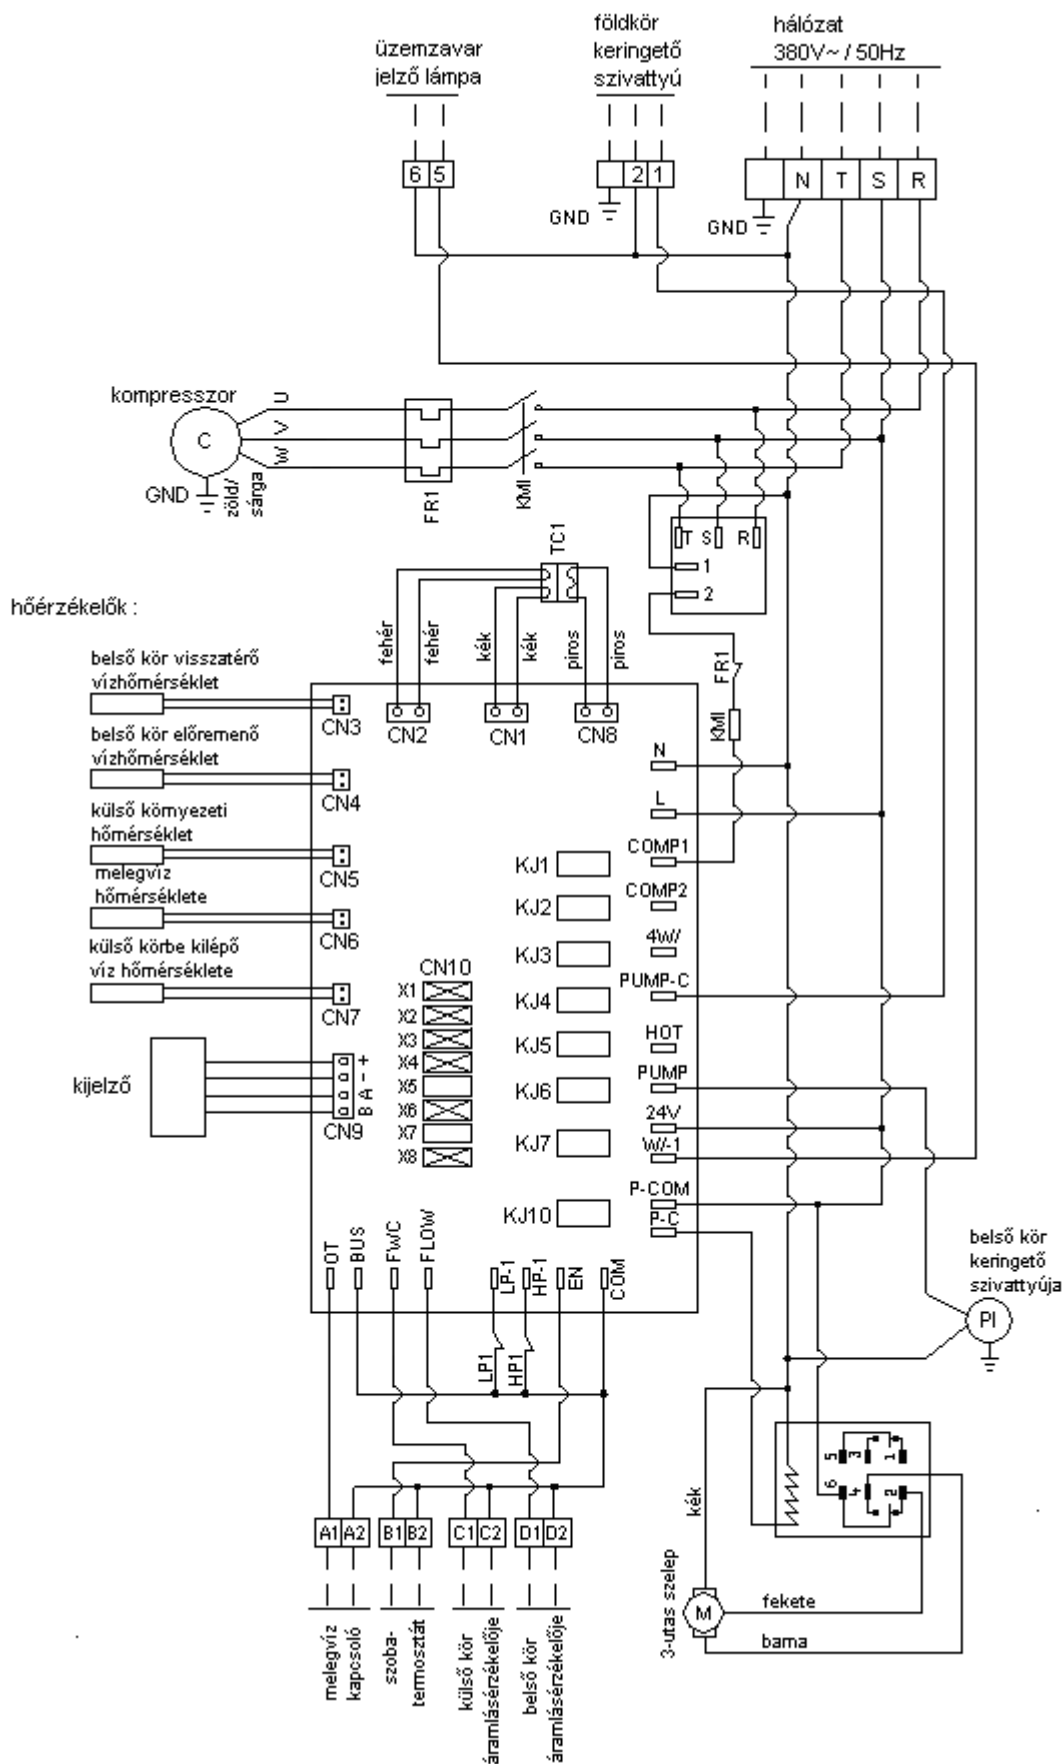 üzemzavar
jelző lámpa
földkör
keringető
szivattyú
hálózat
380V~ / 50Hz
6 5
2 1
N T S R
GND
GND
kompresszor
U
V
W
C
GND
zöld/
sárga
FR1
KMI
TC1
T S R
1
2
hőérzékelők :
fehér
fehér
kék
kék
piros
piros
FR1
KMI
belső kör visszatérő
vízhőmérséklet
CN3
CN2
CN1
CN8
belső kör előremenő
vízhőmérséklet
CN4
N
L
külső környezeti
hőmérséklet
CN5
KJ1
COMP1
melegvíz
hőmérséklete
CN6
KJ2
COMP2
külső körbe kilépő
víz hőmérséklete
CN7
KJ3
4W/
CN10
X1
X2
X3
X4
X5
X6
X7
X8
KJ4
PUMP-C
KJ5
HOT
KJ6
PUMP
KJ7
24V
W/-1
KJ10
P-COM
P-C
kijelző
+
-
A
B
CN9
OT
BUS
FWC
FLOW
LP-1
HP-1
EN
COM
LP1
HP1
belső kör
keringető
szivattyúja
PI
5 3 1
6 4 2
kék
A1 A2
B1 B2
C1 C2
D1 D2
3-utas szelep
M
fekete
barna
melegvíz
kapcsoló
szoba-
termosztát
külső kör
áramlásérzékelője
belső kör
áramlásérzékelője